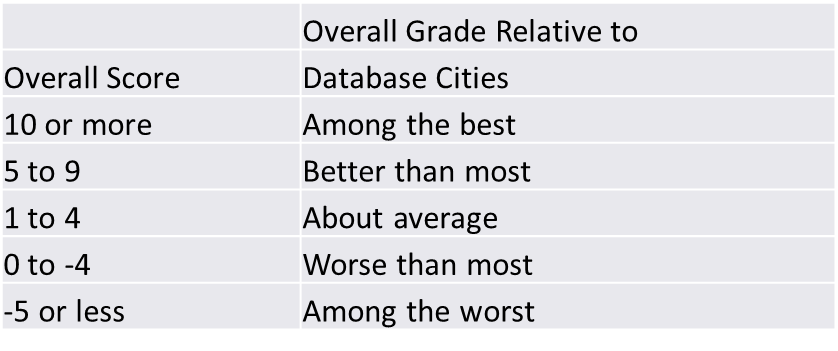 Overall Grade Relative to
Overall Score Database Cities
10 or more Among the best
5 to 9 Better than most
1 to 4 About average
0 to -4 Worse than most
-5 or less Among the worst